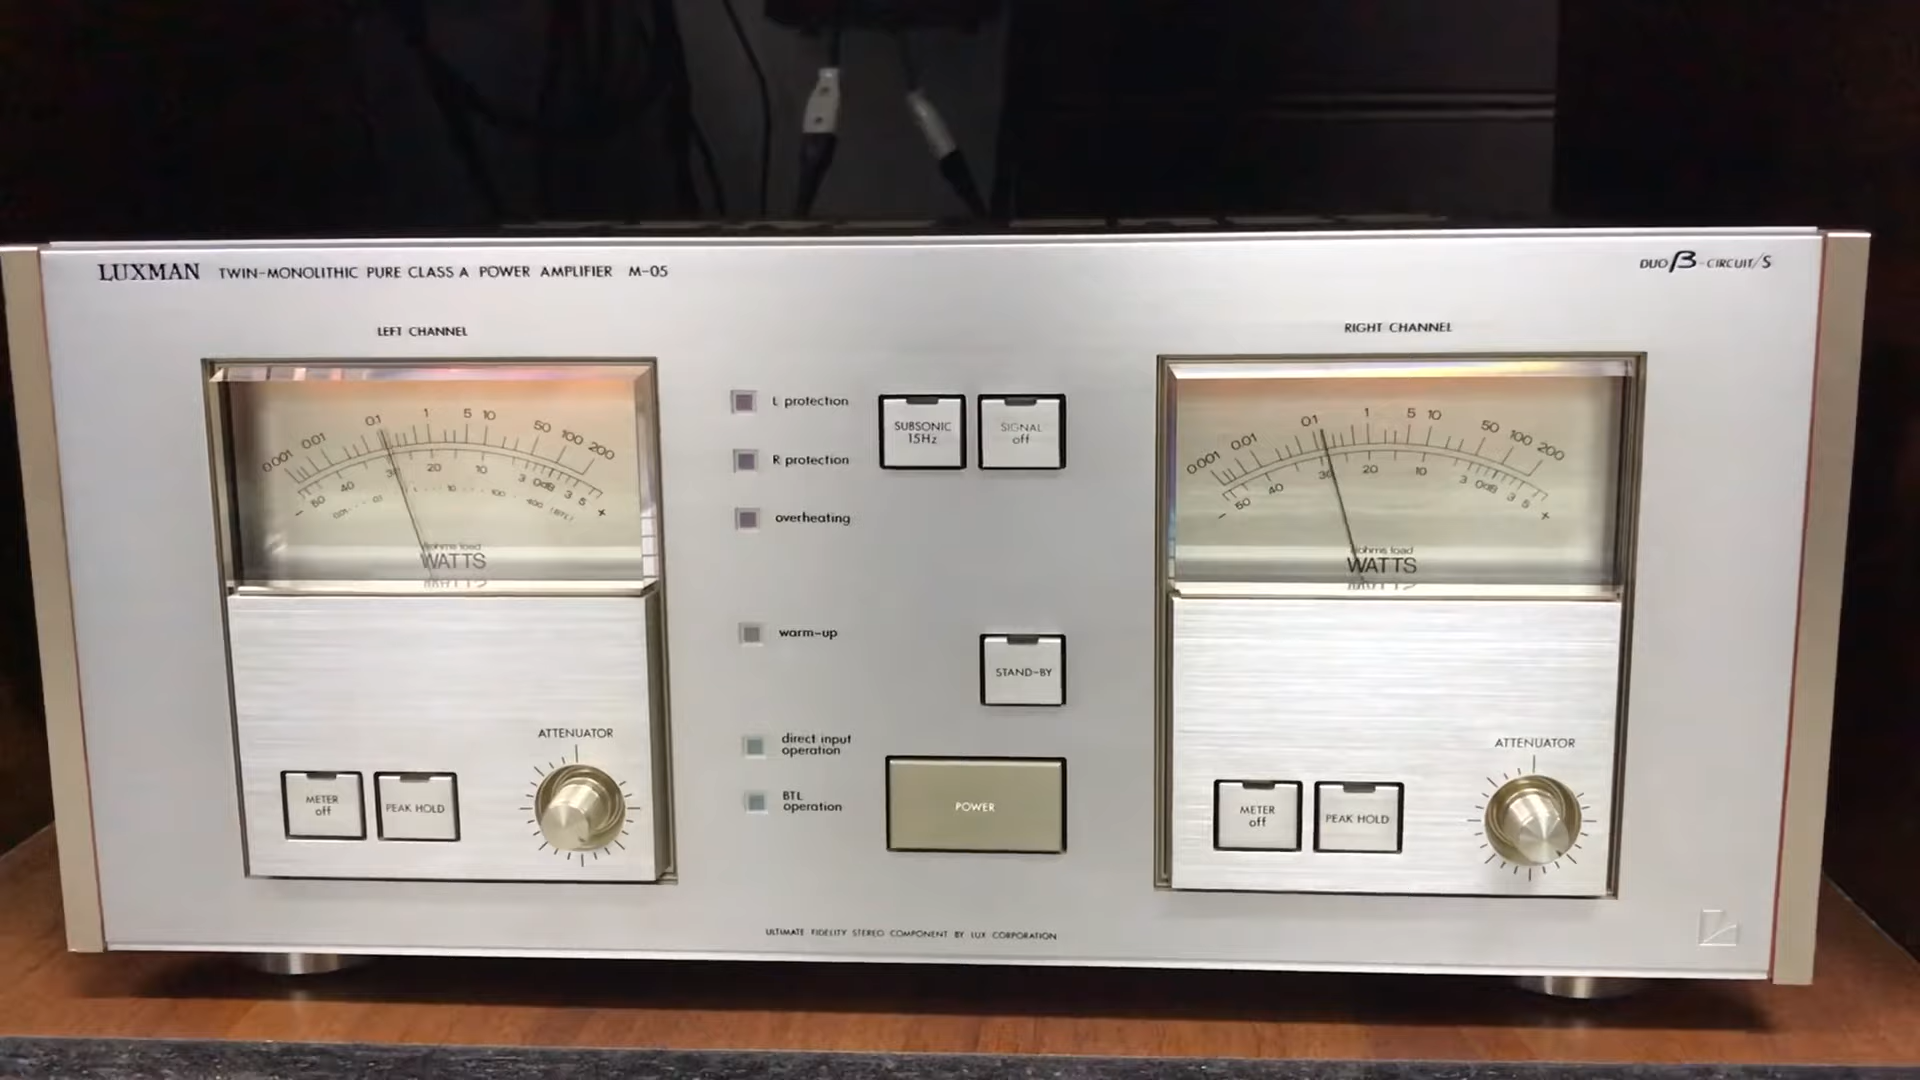 LUXMAN TWIN-MONOLITHIC PURE CLASS A POWER AMPLIFIER M-05
DUO β-CIRCUIT/S
LEFT CHANNEL
0.001 0.01 0.1 1 5 10 50 100 200
- 50 40 30 20 10 3 0dB 3 5 +
WATTS
METER
off
PEAK HOLD
ATTENUATOR
L protection
R protection
overheating
warm-up
direct input
operation
BTL
operation
SUBSONIC
15Hz
SIGNAL
off
STAND-BY
POWER
RIGHT CHANNEL
0.001 0.01 0.1 1 5 10 50 100 200
- 50 40 30 20 10 3 0dB 3 5 +
ohms load
WATTS
METER
off
PEAK HOLD
ATTENUATOR
ULTIMATE FIDELITY STEREO COMPONENT BY LUX CORPORATION